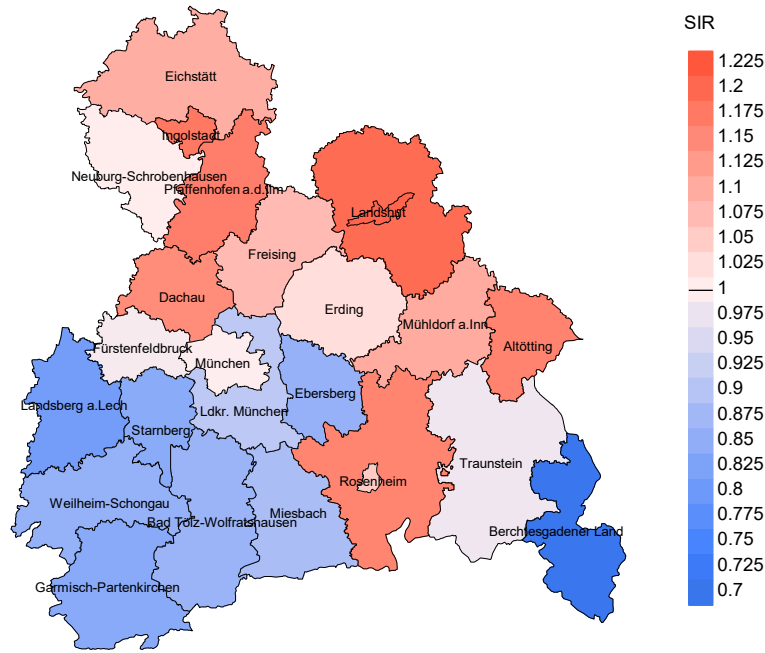 SIR
1.225
1.2
1.175
1.15
1.125
1.1
1.075
1.05
1.025
1
0.975
0.95
0.925
0.9
0.875
0.85
0.825
0.8
0.775
0.75
0.725
0.7
Eichstätt
Ingolstadt
Neuburg-Schrobenhausen
Pfaffenhofen a.d.Ilm
Landshut
Freising
Dachau
Erding
Mühldorf a.Inn
Altötting
Fürstenfeldbruck
München
Ebersberg
Landsberg a.Lech
Ldkr. München
Starnberg
Traunstein
Rosenheim
Weilheim-Schongau
Miesbach
Bad Tölz-Wolfratshausen
Berchtesgadener Land
Garmisch-Partenkirchen